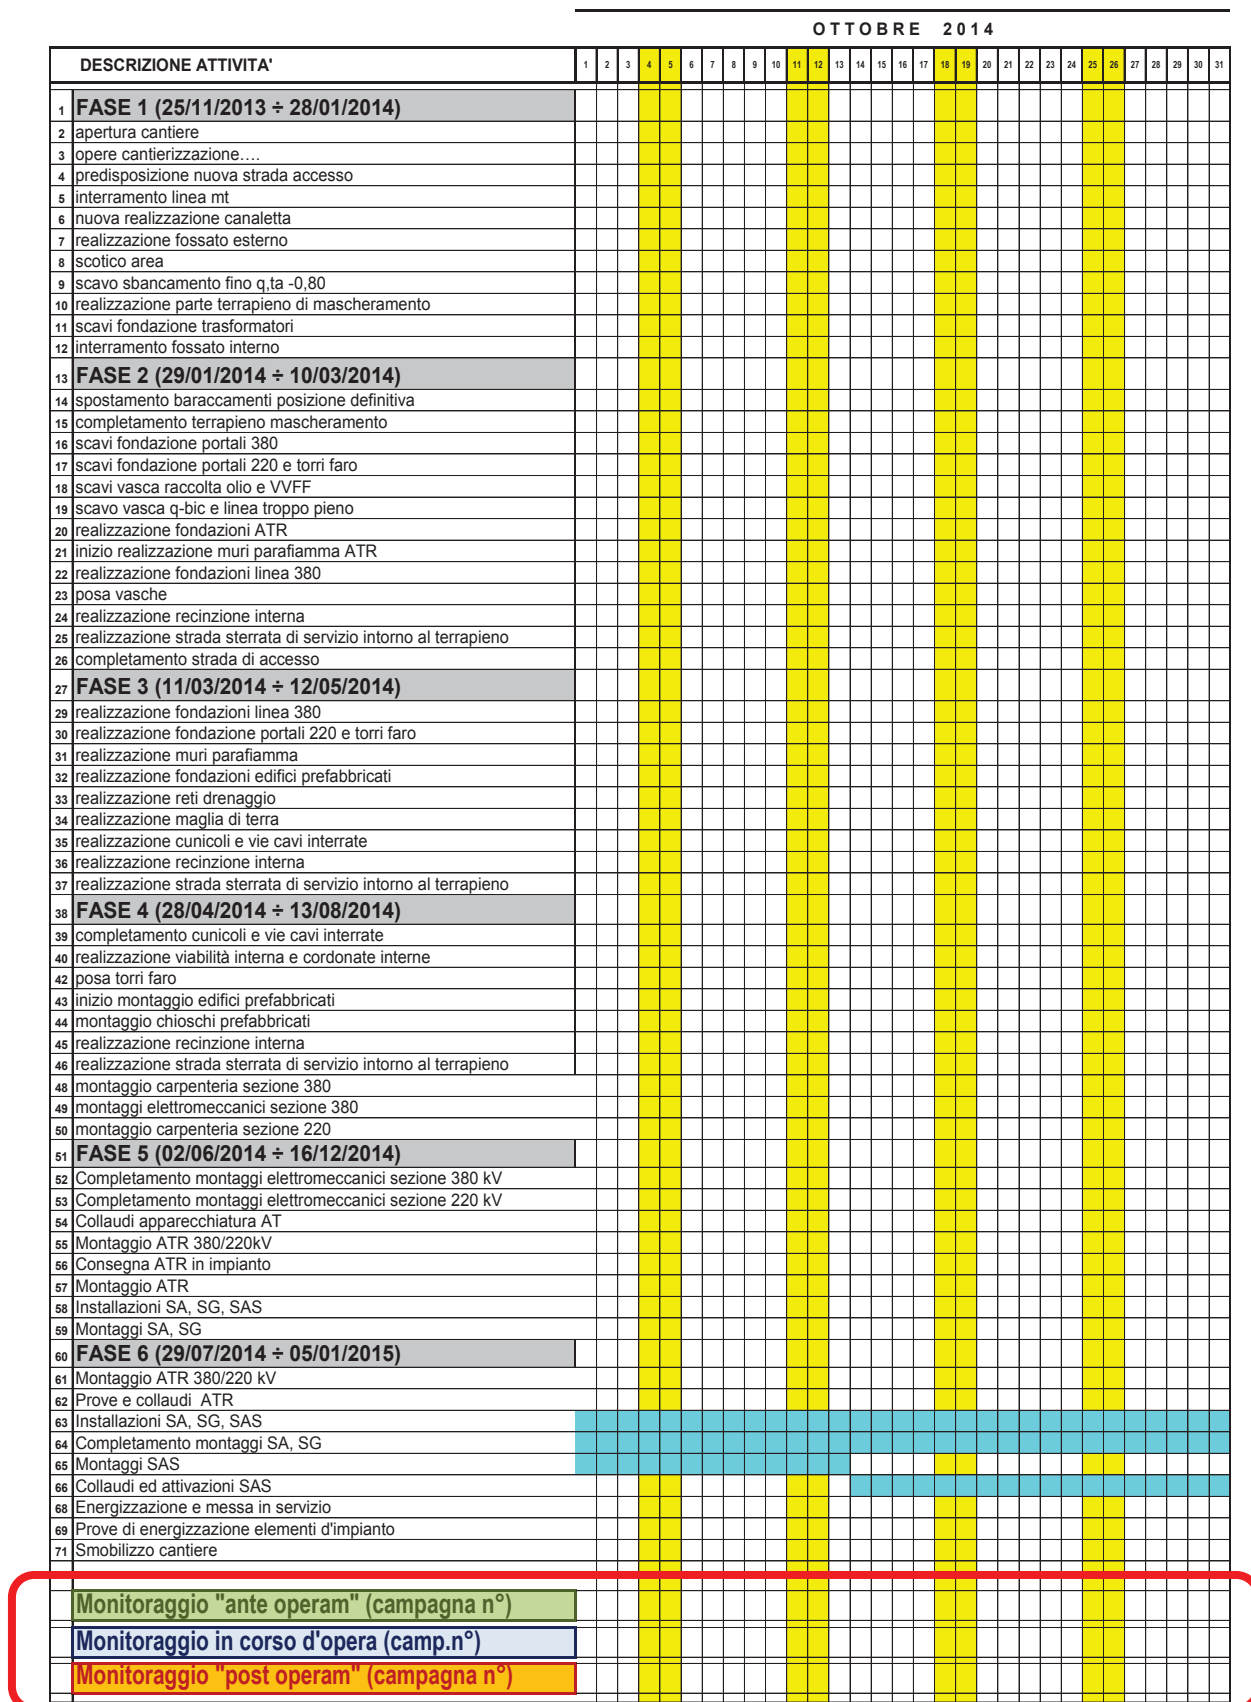 OTTOBRE 2014
DESCRIZIONE ATTIVITA' 1 2 3 4 5 6 7 8 9 10 11 12 13 14 15 16 17 18 19 20 21 22 23 24 25 26 27 28 29 30 31
1 FASE 1 (25/11/2013 ÷ 28/01/2014)
2 apertura cantiere
3 opere cantierizzazione….
4 predisposizione nuova strada accesso
5 interramento linea mt
6 nuova realizzazione canaletta
7 realizzazione fossato esterno
8 scotico area
9 scavo sbancamento fino q,ta -0,80
10 realizzazione parte terrapieno di mascheramento
11 scavi fondazione trasformatori
12 interramento fossato interno
13 FASE 2 (29/01/2014 ÷ 10/03/2014)
14 spostamento baraccamenti posizione definitiva
15 completamento terrapieno mascheramento
16 scavi fondazione portali 380
17 scavi fondazione portali 220 e torri faro
18 scavi vasca raccolta olio e VVFF
19 scavo vasca q-bic e linea troppo pieno
20 realizzazione fondazioni ATR
21 inizio realizzazione muri parafiamma ATR
22 realizzazione fondazioni linea 380
23 posa vasche
24 realizzazione recinzione interna
25 realizzazione strada sterrata di servizio intorno al terrapieno
26 completamento strada di accesso
27 FASE 3 (11/03/2014 ÷ 12/05/2014)
29 realizzazione fondazioni linea 380
30 realizzazione fondazione portali 220 e torri faro
31 realizzazione muri parafiamma
32 realizzazione fondazioni edifici prefabbricati
33 realizzazione reti drenaggio
34 realizzazione maglia di terra
35 realizzazione cunicoli e vie cavi interrate
36 realizzazione recinzione interna
37 realizzazione strada sterrata di servizio intorno al terrapieno
38 FASE 4 (28/04/2014 ÷ 13/08/2014)
39 completamento cunicoli e vie cavi interrate
40 realizzazione viabilità interna e cordonate interne
42 posa torri faro
43 inizio montaggio edifici prefabbricati
44 montaggio chioschi prefabbricati
45 realizzazione recinzione interna
46 realizzazione strada sterrata di servizio intorno al terrapieno
48 montaggio carpenteria sezione 380
49 montaggi elettromeccanici sezione 380
50 montaggio carpenteria sezione 220
51 FASE 5 (02/06/2014 ÷ 16/12/2014)
52 Completamento montaggi elettromeccanici sezione 380 kV
53 Completamento montaggi elettromeccanici sezione 220 kV
54 Collaudi apparecchiatura AT
55 Montaggio ATR 380/220kV
56 Consegna ATR in impianto
57 Montaggio ATR
58 Installazioni SA, SG, SAS
59 Montaggi SA, SG
60 FASE 6 (29/07/2014 ÷ 05/01/2015)
61 Montaggio ATR 380/220 kV
62 Prove e collaudi ATR
63 Installazioni SA, SG, SAS
64 Completamento montaggi SA, SG
65 Montaggi SAS
66 Collaudi ed attivazioni SAS
68 Energizzazione e messa in servizio
69 Prove di energizzazione elementi d'impianto
71 Smobilizzo cantiere
Monitoraggio "ante operam" (campagna n°)
Monitoraggio in corso d'opera (camp.n°)
Monitoraggio "post operam" (campagna n°)